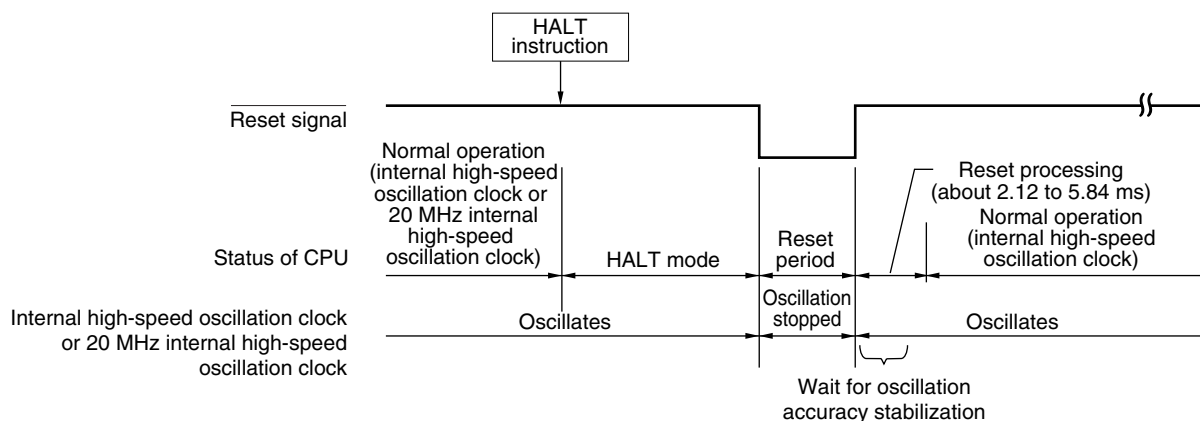 HALT
instruction
Reset signal
Normal operation
(internal high-speed
oscillation clock or
20 MHz internal
high-speed
oscillation clock)
Reset processing
(about 2.12 to 5.84 ms)
Normal operation
(internal high-speed
oscillation clock)
Status of CPU
HALT mode
Reset
period
Internal high-speed oscillation clock
or 20 MHz internal high-speed
oscillation clock
Oscillates
Oscillation
stopped
Oscillates
Wait for oscillation
accuracy stabilization